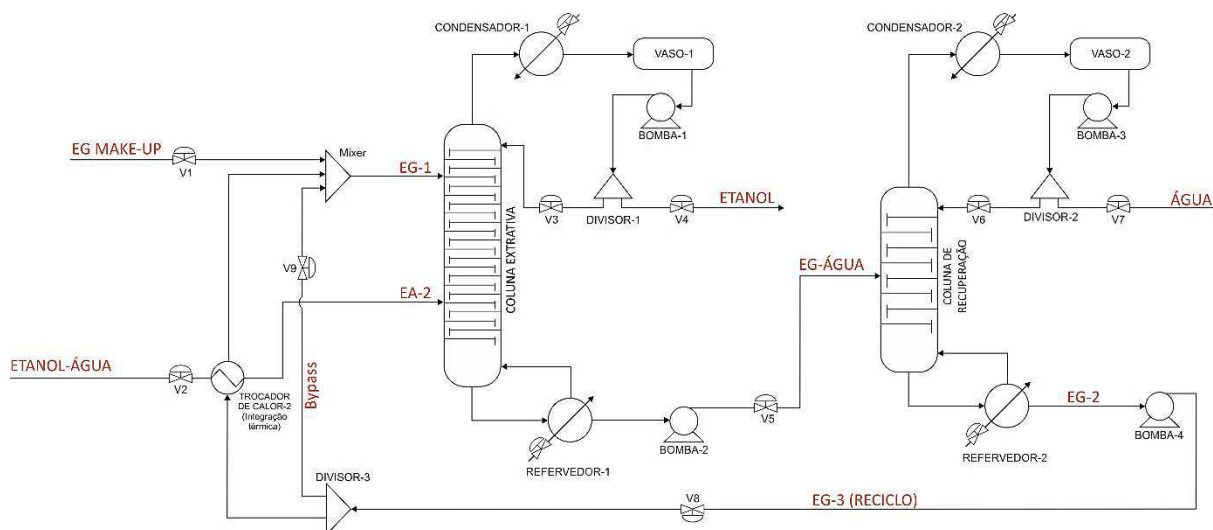 CONDENSADOR-1
VASO-1
BOMBA-1
CONDENSADOR-2
VASO-2
BOMBA-3
EG MAKE-UP
V1
Mixer
EG-1
V3
DIVISOR-1
V4
ETANOL
V6
DIVISOR-2
V7
ÁGUA
COLUNA EXTRATIVA
COLUNA DE
RECUPERAÇÃO
EG-ÁGUA
V9
EA-2
ETANOL-ÁGUA
V2
TROCADOR
DE CALOR-2
(Integração
térmica)
Bypass
V5
BOMBA-2
REFERVEDOR-1
EG-2
BOMBA-4
REFERVEDOR-2
DIVISOR-3
V8
EG-3 (RECICLO)